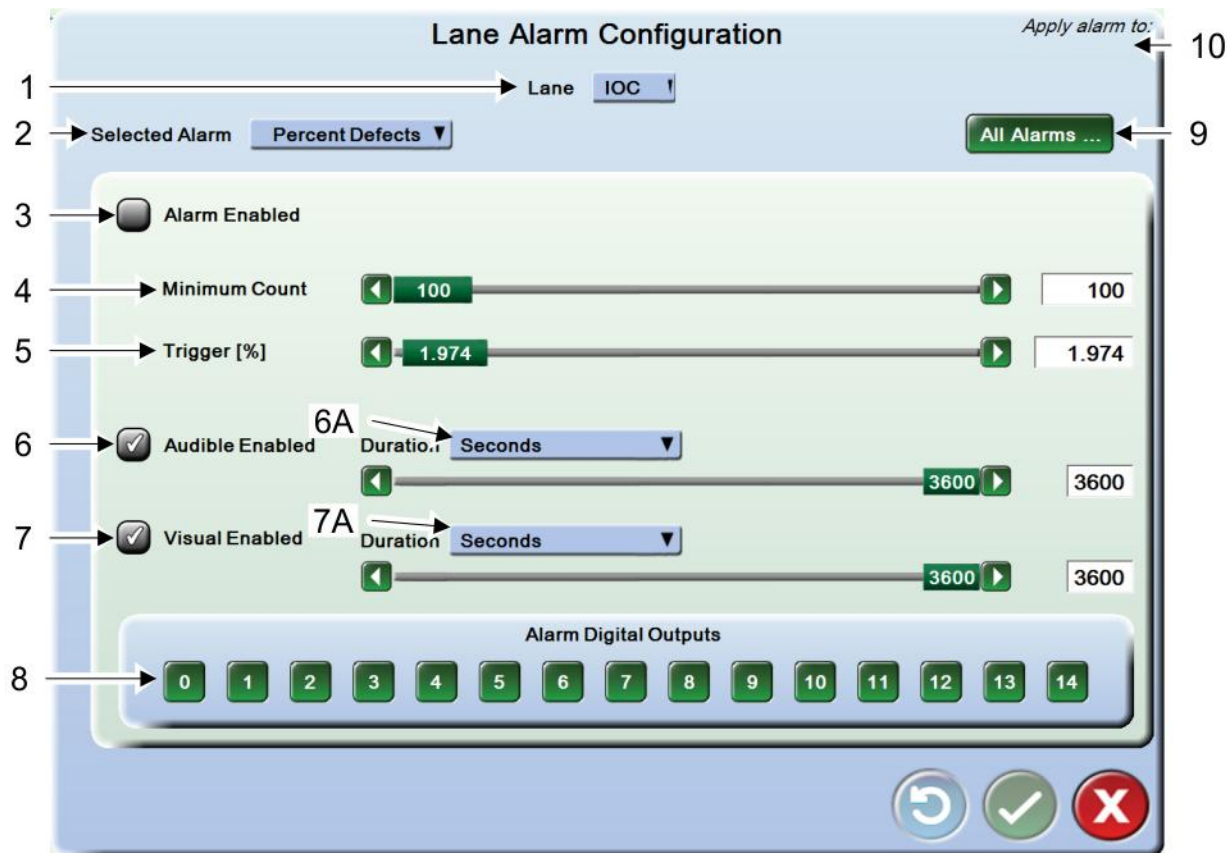 Lane Alarm Configuration
Apply alarm to:
10
1
Lane IOC
2
Selected Alarm Percent Defects
All Alarms ...
9
3
Alarm Enabled
4
Minimum Count 100 100
5
Trigger [%] 1.974 1.974
6
Audible Enabled
6A
Duration Seconds
3600 3600
7
Visual Enabled
7A
Duration Seconds
3600 3600
Alarm Digital Outputs
8
0 1 2 3 4 5 6 7 8 9 10 11 12 13 14